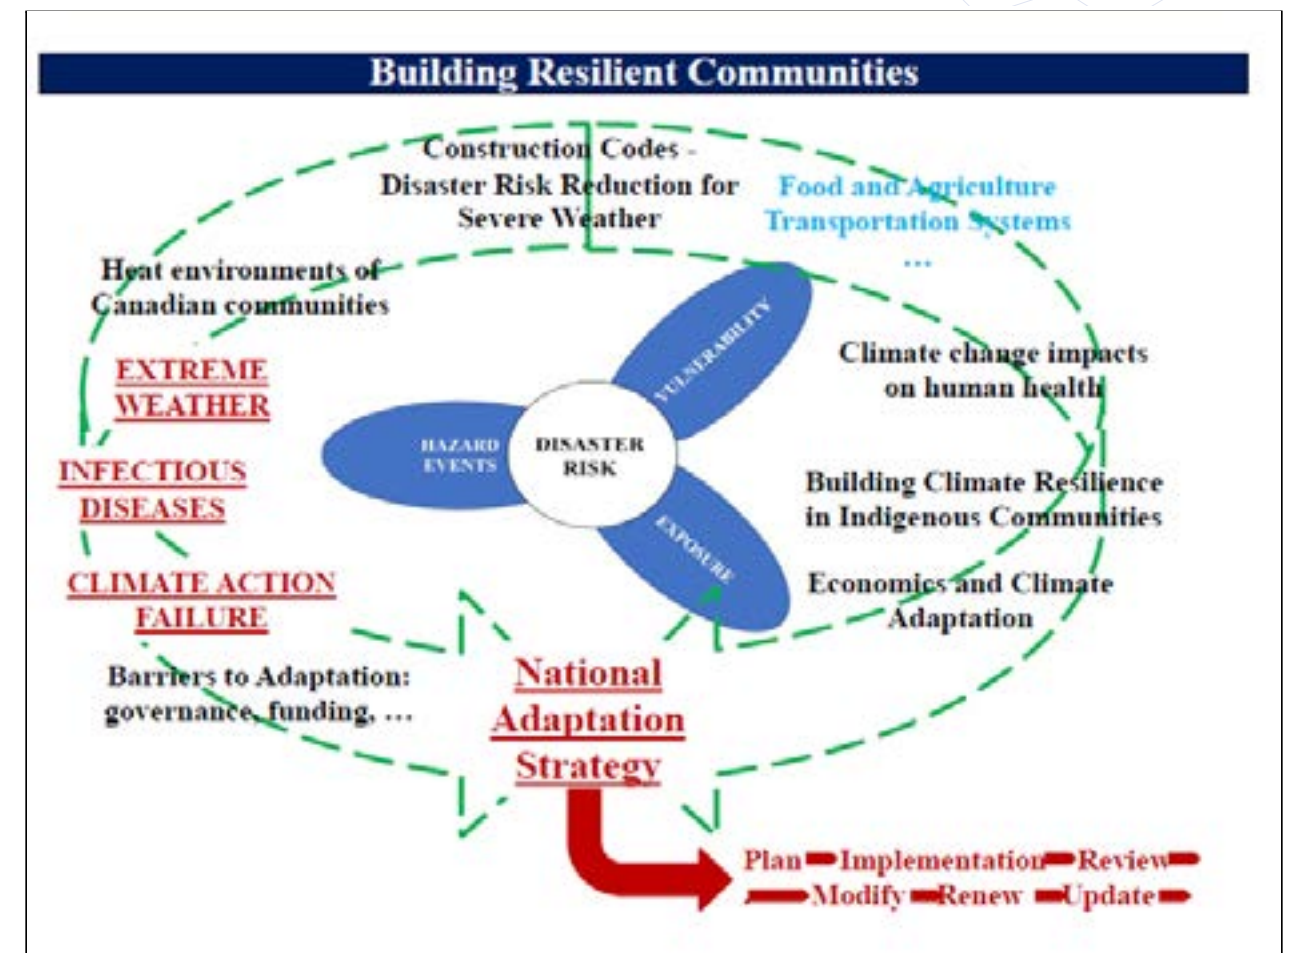 Building Resilient Communities
Construction Codes -
Disaster Risk Reduction for
Severe Weather
Food and Agriculture
Transportation Systems
...
Heat environments of
Canadian communities
EXTREME
WEATHER
INFECTIOUS
DISEASES
CLIMATE ACTION
FAILURE
Barriers to Adaptation:
governance, funding, ...
VULNERABILITY
HAZARD
EVENTS
DISASTER
RISK
EXPOSURE
Climate change impacts
on human health
Building Climate Resilience
in Indigenous Communities
Economics and Climate
Adaptation
National
Adaptation
Strategy
Plan Implementation Review
Modify Renew Update